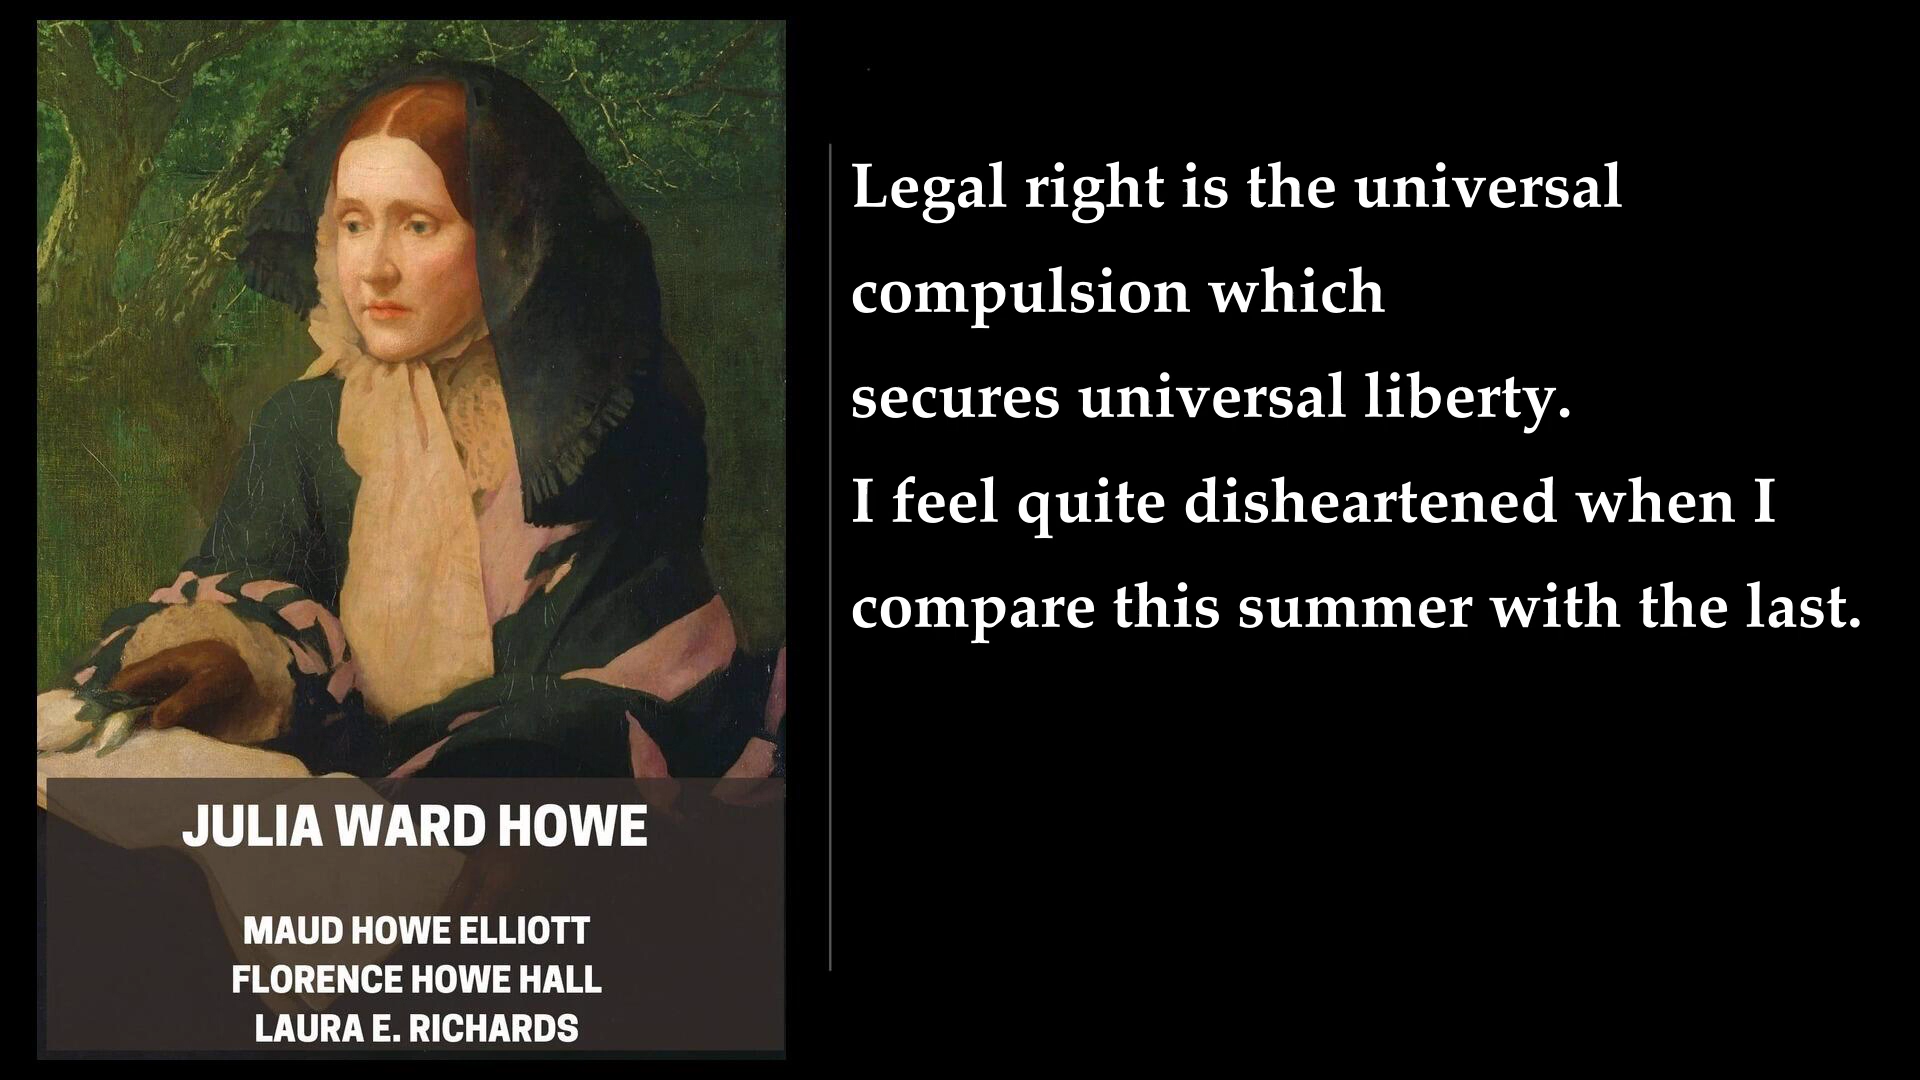 JULIA WARD HOWE
MAUD HOWE ELLIOTT
FLORENCE HOWE HALL
LAURA E. RICHARDS
Legal right is the universal
compulsion which
secures universal liberty.
I feel quite disheartened when I
compare this summer with the last.